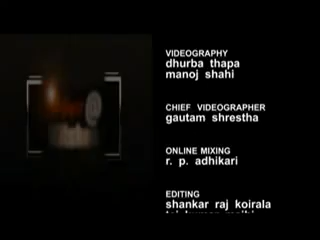 VIDEOGRAPHY
dhurba thapa
manoj shahi
CHIEF VIDEOGRAPHER
gautam shrestha
ONLINE MIXING
r. p. adhikari
EDITING
shankar raj koirala